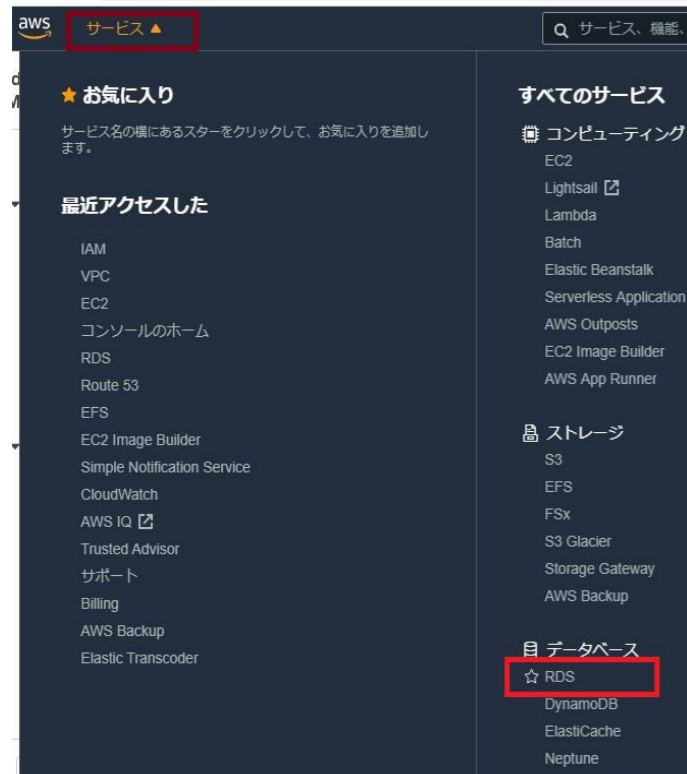 aws
サービス ▲
サービス、機能、
★ お気に入り
サービス名の横にあるスターをクリックして、お気に入りを追加し
ます。
最近アクセスした
IAM
VPC
EC2
コンソールのホーム
RDS
Route 53
EFS
EC2 Image Builder
Simple Notification Service
CloudWatch
AWS IQ
Trusted Advisor
サポート
Billing
AWS Backup
Elastic Transcoder
すべてのサービス
コンピューティング
EC2
Lightsail
Lambda
Batch
Elastic Beanstalk
Serverless Application
AWS Outposts
EC2 Image Builder
AWS App Runner
ストレージ
S3
EFS
FSx
S3 Glacier
Storage Gateway
AWS Backup
データベース
☆ RDS
DynamoDB
ElastiCache
Neptune